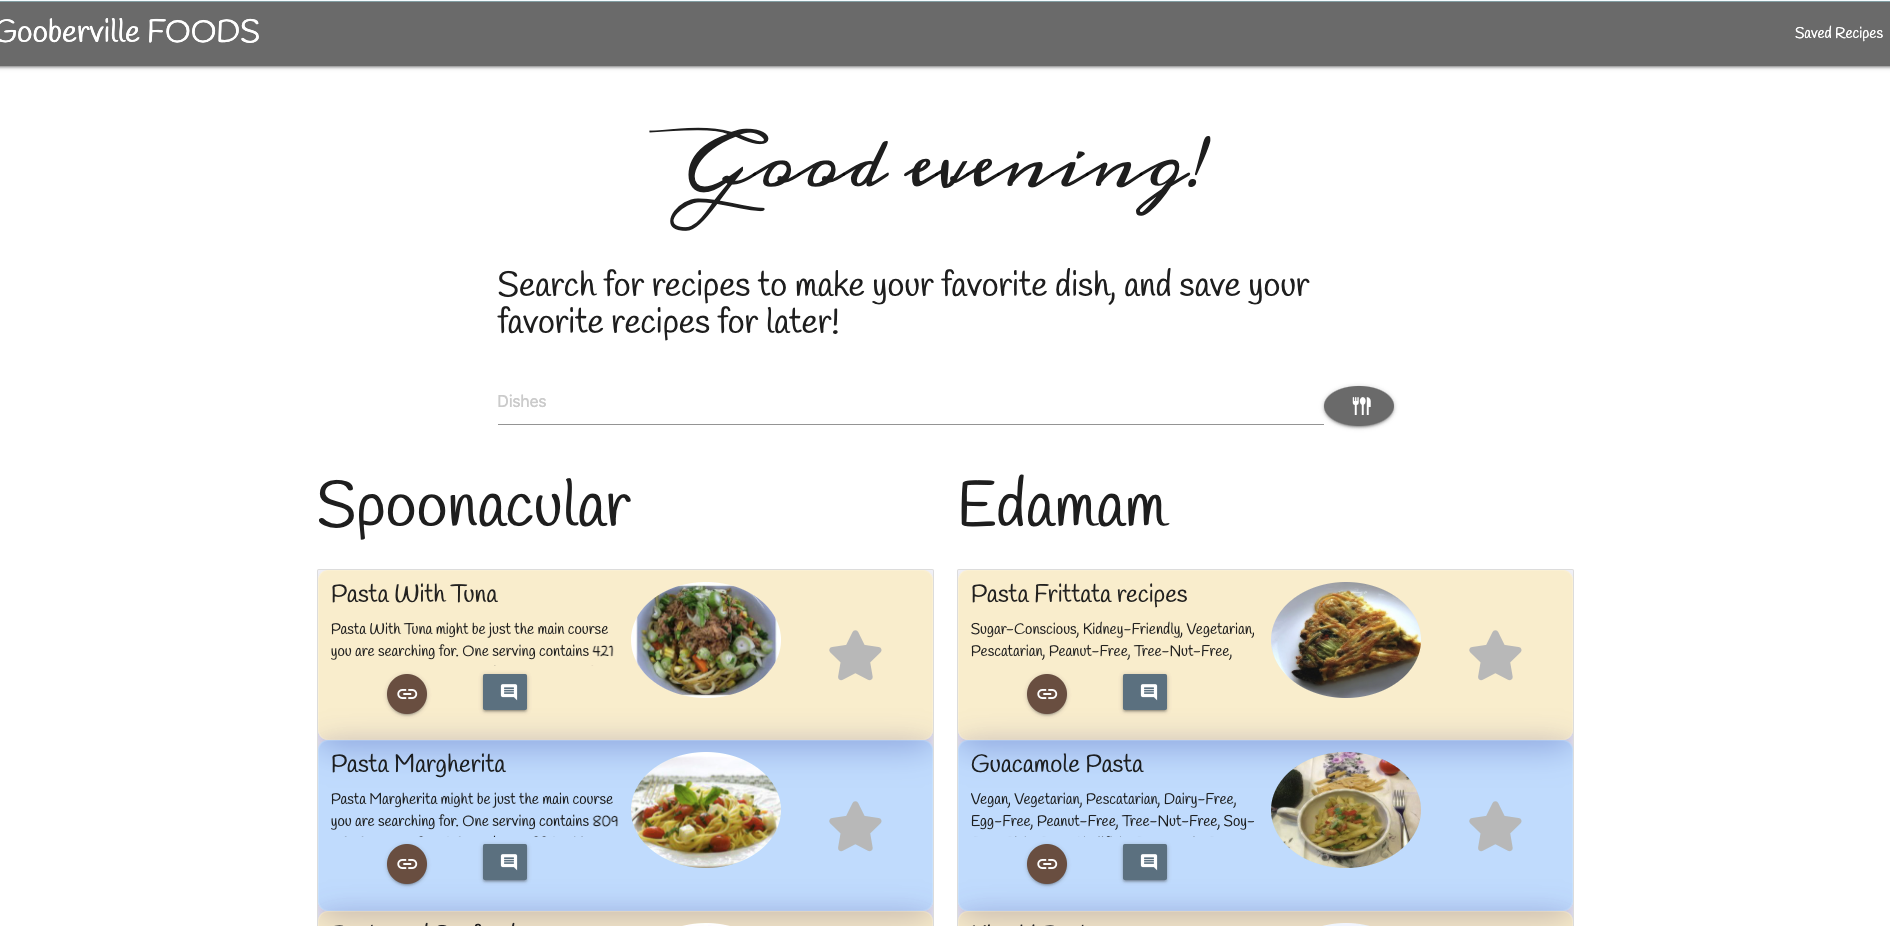 Gooberville FOODS
Saved Recipes
Good evening!
Search for recipes to make your favorite dish, and save your
favorite recipes for later!
Dishes
Spoonacular
Pasta With Tuna
Pasta With Tuna might be just the main course
you are searching for. One serving contains 421
Pasta Margherita
Pasta Margherita might be just the main course
you are searching for. One serving contains 809
Edamam
Pasta Frittata recipes
Sugar-Conscious, Kidney-Friendly, Vegetarian,
Pescatarian, Peanut-Free, Tree-Nut-Free,
Guacamole Pasta
Vegan, Vegetarian, Pescatarian, Dairy-Free,
Egg-Free, Peanut-Free, Tree-Nut-Free, Soy-